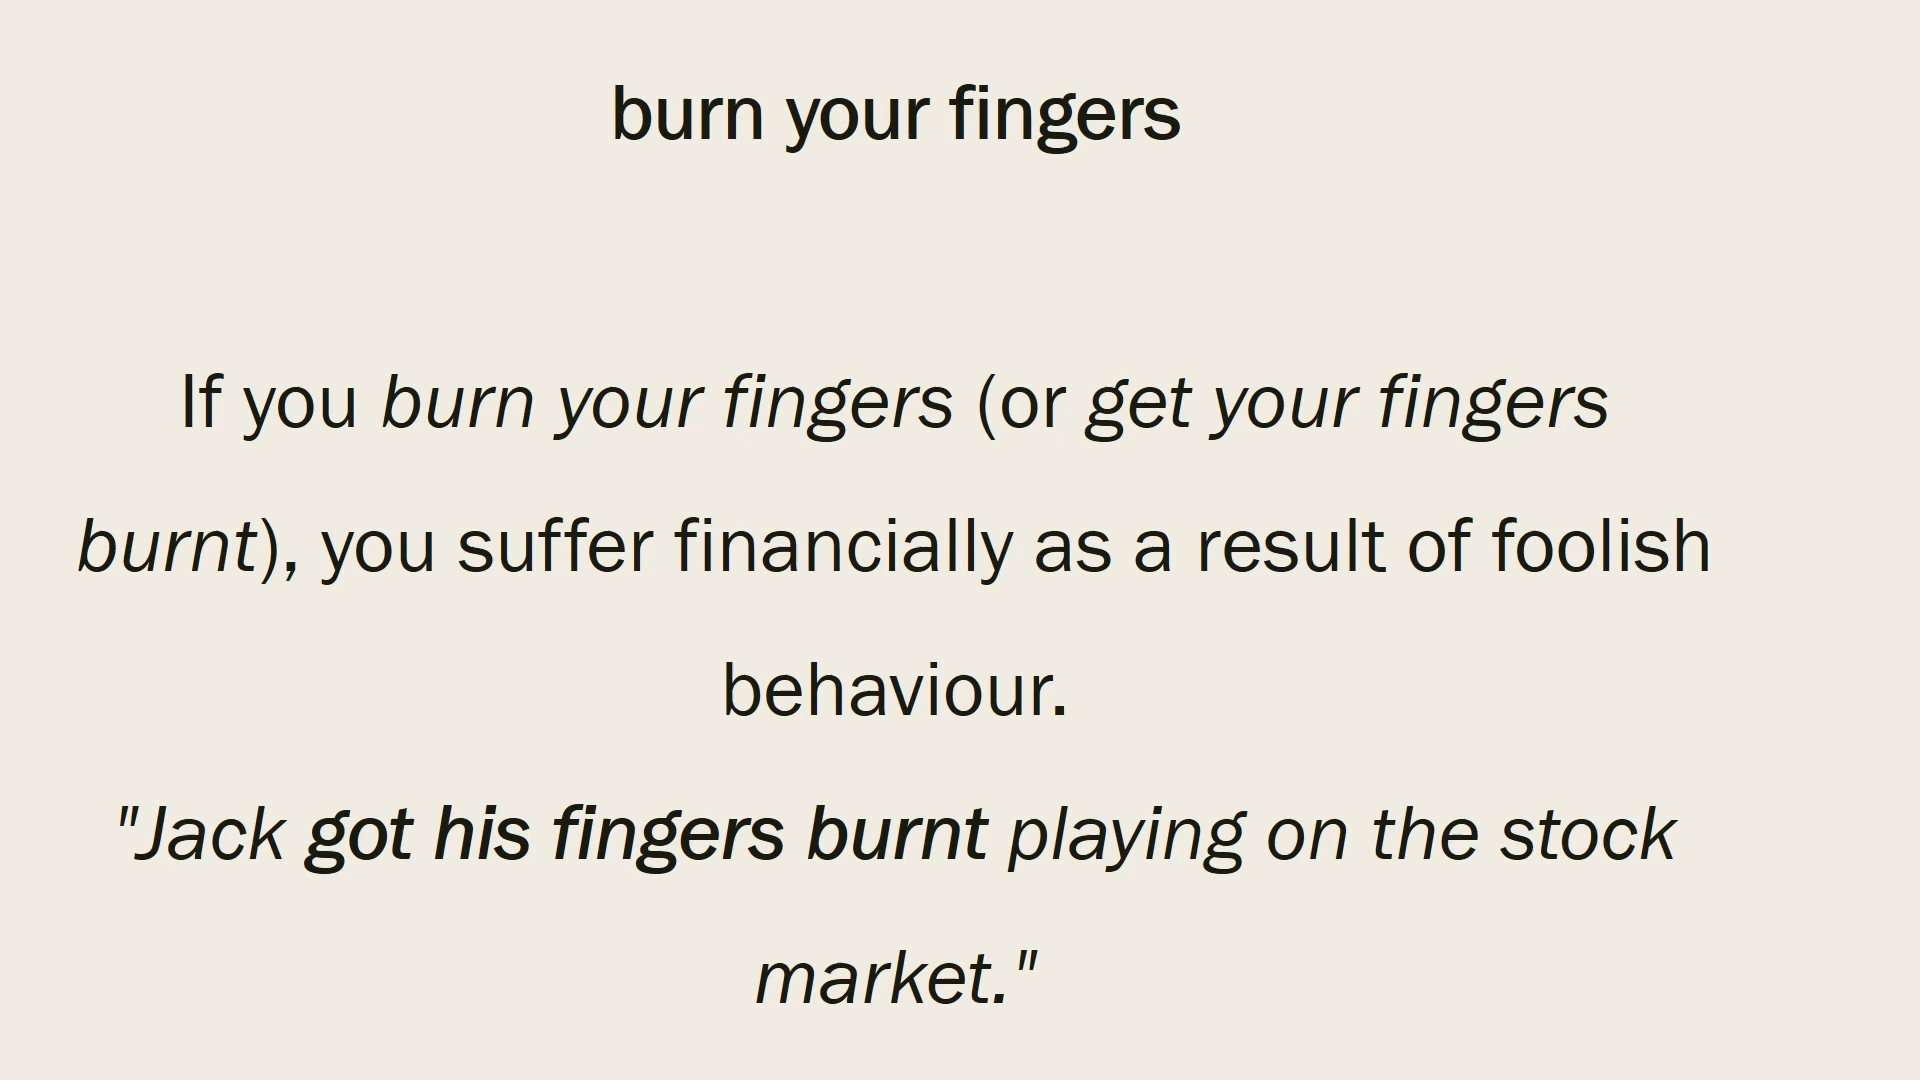 burn your fingers
If you burn your fingers (or get your fingers
burnt), you suffer financially as a result of foolish
behaviour.
"Jack got his fingers burnt playing on the stock
market."